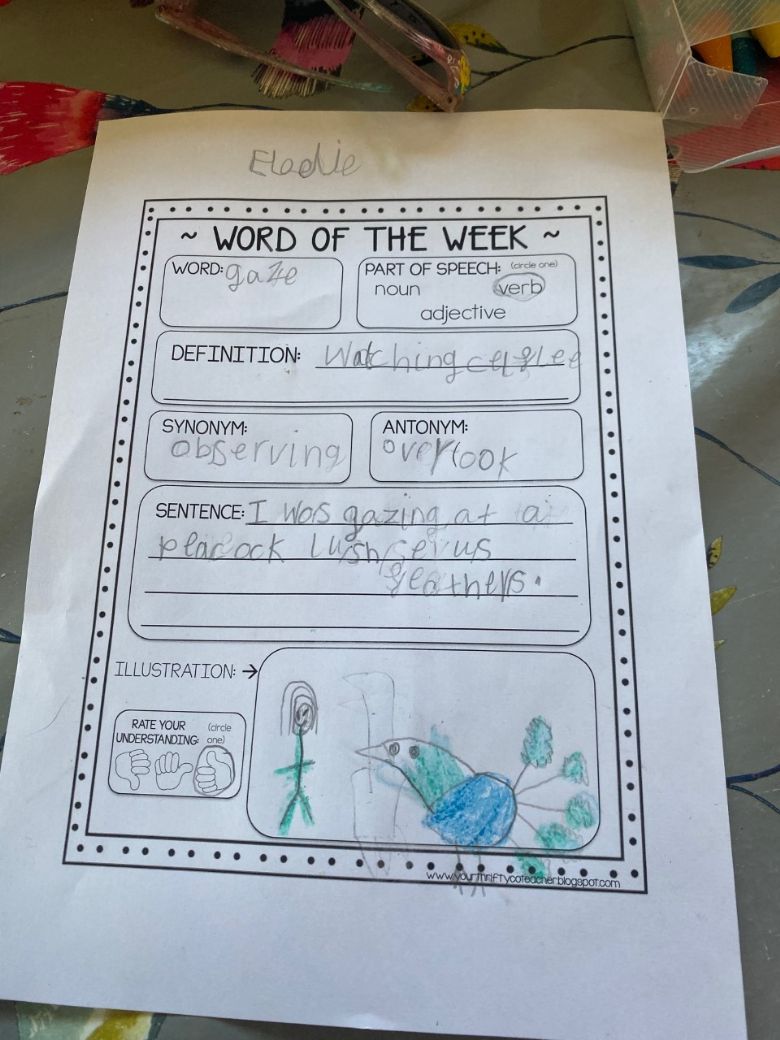 Elodie
~ WORD OF THE WEEK ~
WORD: gaze
PART OF SPEECH: (circle one)
noun verb
adjective
DEFINITION: Watching
SYNONYM:
observing
ANTONYM:
overlook
SENTENCE: I was gazing at a
peacock
feathers.
ILLUSTRATION: →
RATE YOUR (circle
UNDERSTANDING: one)
www.yourthriftycoteacher.blogspot.com